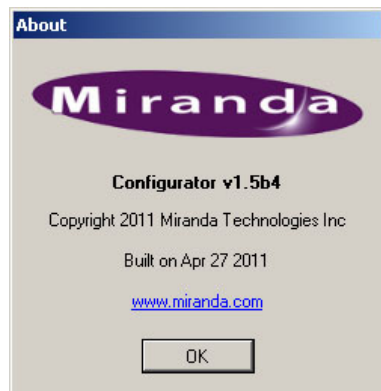 About
Miranda
Configurator v1.5b4
Copyright 2011 Miranda Technologies Inc
Built on Apr 27 2011
www.miranda.com
OK